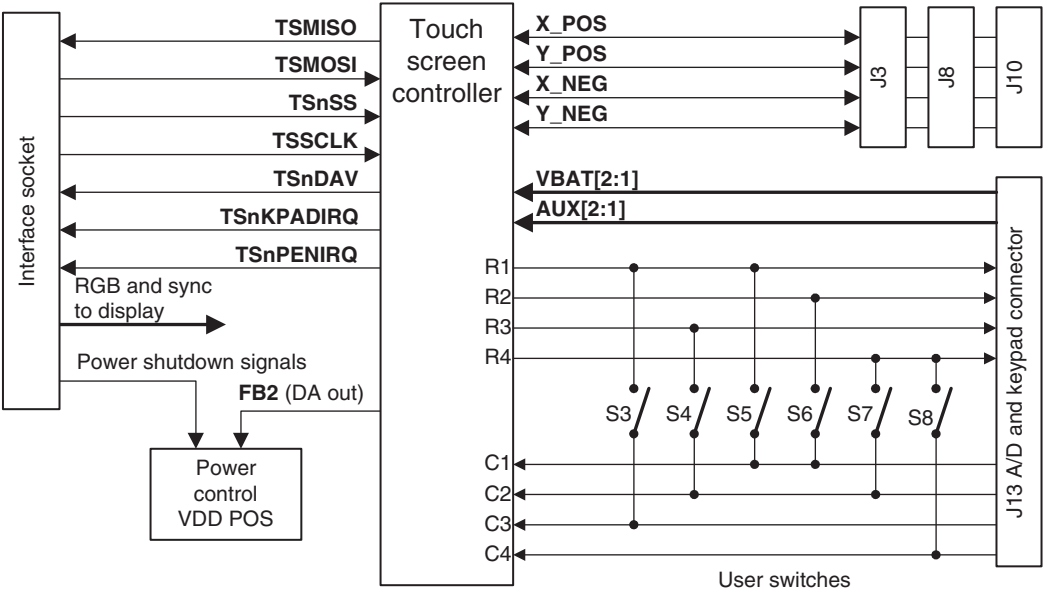 Interface socket
TSMISO
TSMOSI
TSnSS
TSSCLK
TSnDAV
TSnKPADIRQ
TSnPENIRQ
RGB and sync
to display
Power shutdown signals
FB2 (DA out)
Power
control
VDD POS
Touch
screen
controller
X_POS
Y_POS
X_NEG
Y_NEG
J3
J8
J10
VBAT[2:1]
AUX[2:1]
R1
R2
R3
R4
S3
S4
S5
S6
S7
S8
C1
C2
C3
C4
J13 A/D and keypad connector
User switches